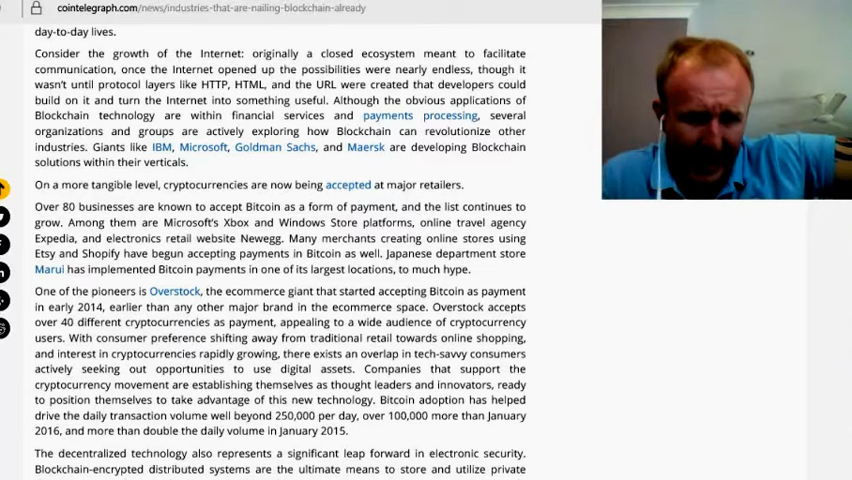 cointelegraph.com/news/industries-that-are-nailing-blockchain-already
day-to-day lives.
Consider the growth of the Internet: originally a closed ecosystem meant to facilitate
communication, once the Internet opened up the possibilities were nearly endless, though it
wasn't until protocol layers like HTTP, HTML, and the URL were created that developers could
build on it and turn the Internet into something useful. Although the obvious applications of
Blockchain technology are within financial services and payments processing, several
organizations and groups are actively exploring how Blockchain can revolutionize other
industries. Giants like IBM, Microsoft, Goldman Sachs, and Maersk are developing Blockchain
solutions within their verticals.
On a more tangible level, cryptocurrencies are now being accepted at major retailers.
Over 80 businesses are known to accept Bitcoin as a form of payment, and the list continues to
grow. Among them are Microsoft's Xbox and Windows Store platforms, online travel agency
Expedia, and electronics retail website Newegg. Many merchants creating online stores using
Etsy and Shopify have begun accepting payments in Bitcoin as well. Japanese department store
Marui has implemented Bitcoin payments in one of its largest locations, to much hype.
One of the pioneers is Overstock, the ecommerce giant that started accepting Bitcoin as payment
in early 2014, earlier than any other major brand in the ecommerce space. Overstock accepts
over 40 different cryptocurrencies as payment, appealing to a wide audience of cryptocurrency
users. With consumer preference shifting away from traditional retail towards online shopping,
and interest in cryptocurrencies rapidly growing, there exists an overlap in tech-savvy consumers
actively seeking out opportunities to use digital assets. Companies that support the
cryptocurrency movement are establishing themselves as thought leaders and innovators, ready
to position themselves to take advantage of this new technology. Bitcoin adoption has helped
drive the daily transaction volume well beyond 250,000 per day, over 100,000 more than January
2016, and more than double the daily volume in January 2015.
The decentralized technology also represents a significant leap forward in electronic security.
Blockchain-encrypted distributed systems are the ultimate means to store and utilize private